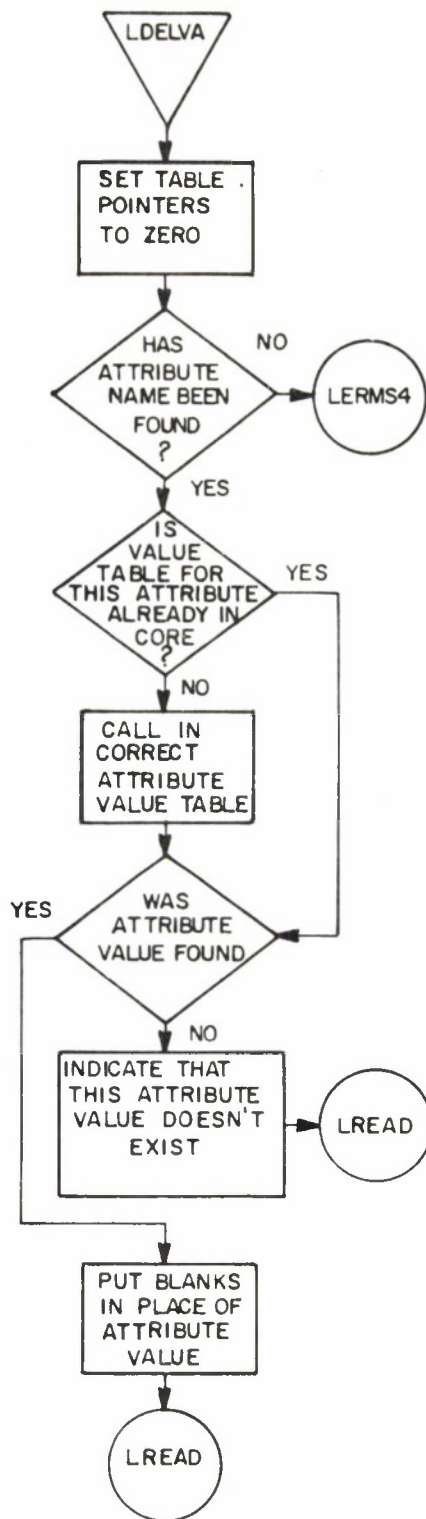 LDELVA
SET TABLE
POINTERS
TO ZERO
HAS
ATTRIBUTE
NAME BEEN
FOUND
?
NO
LERMS4
YES
IS
VALUE
TABLE FOR
THIS ATTRIBUTE
ALREADY IN
CORE
?
YES
NO
CALL IN
CORRECT
ATTRIBUTE
VALUE TABLE
WAS
ATTRIBUTE
VALUE FOUND
YES
NO
INDICATE THAT
THIS ATTRIBUTE
VALUE DOESN'T
EXIST
LREAD
PUT BLANKS
IN PLACE OF
ATTRIBUTE
VALUE
LREAD